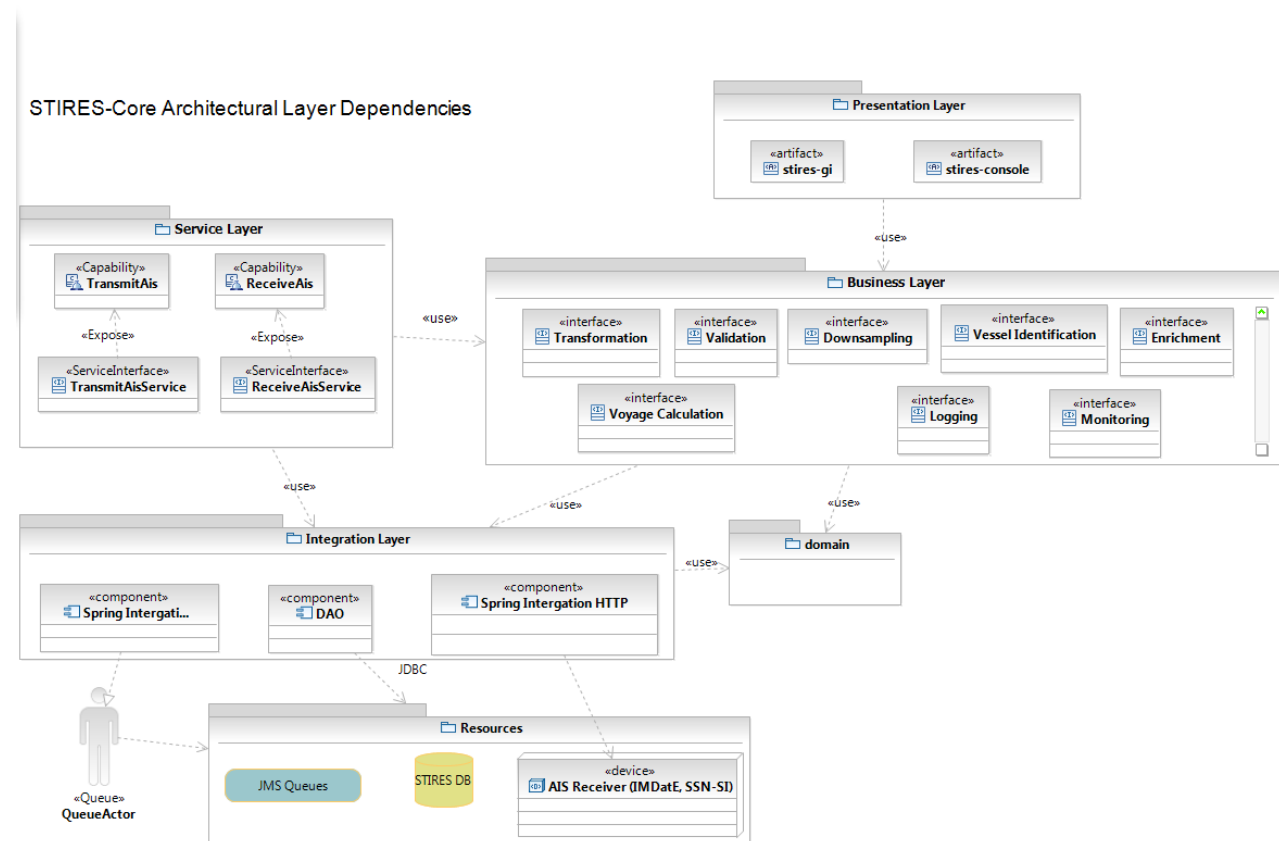 STIRES-Core Architectural Layer Dependencies
Presentation Layer
«artifact»
stires-gi
«artifact»
stires-console
«use»
Service Layer
«Capability»
TransmitAis
«Capability»
ReceiveAis
«Expose»
«Expose»
«ServiceInterface»
TransmitAisService
«ServiceInterface»
ReceiveAisService
«use»
Business Layer
«interface»
Transformation
«interface»
Validation
«interface»
Downsampling
«interface»
Vessel Identification
«interface»
Enrichment
«interface»
Voyage Calculation
«interface»
Logging
«interface»
Monitoring
«use»
«use»
«use»
Integration Layer
«component»
Spring Intergati...
«component»
DAO
«component»
Spring Intergation HTTP
«use»
domain
JDBC
«Queue»
QueueActor
Resources
JMS Queues
STIRES DB
«device»
AIS Receiver (IMDatE, SSN-SI)